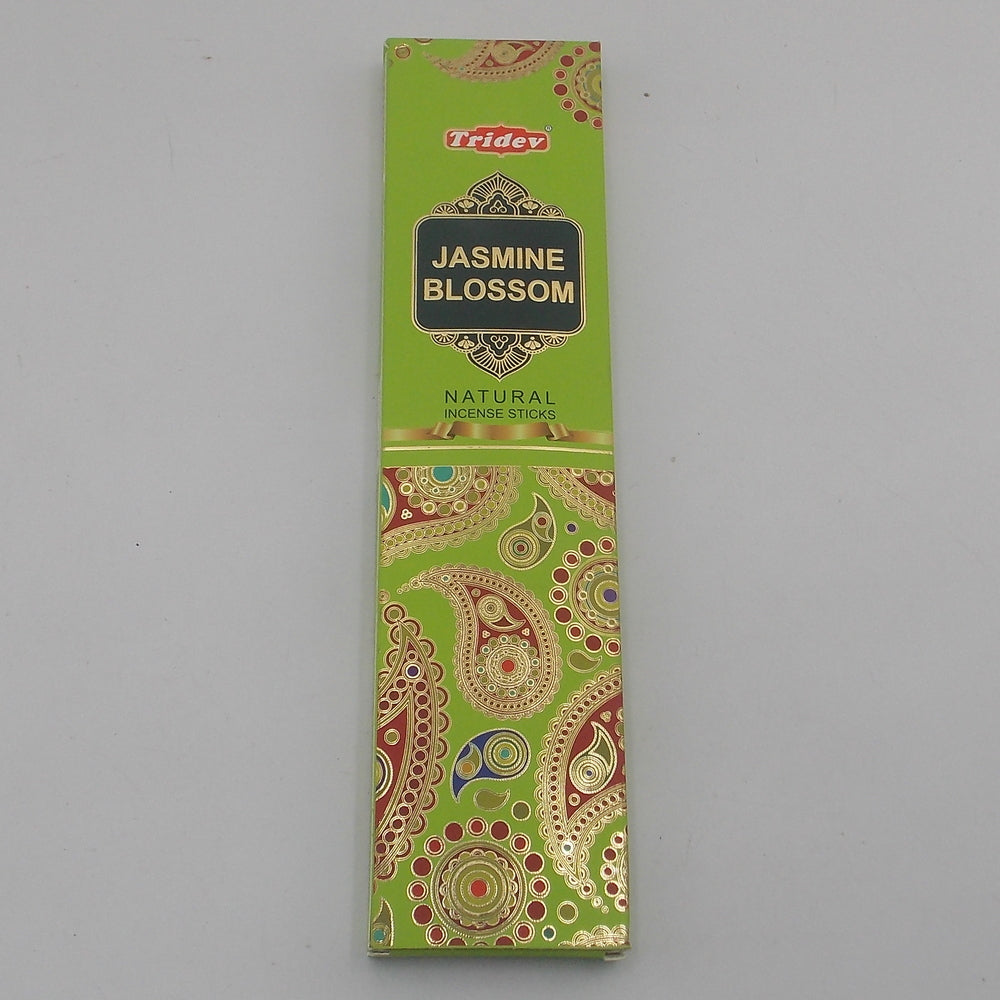 Tridev®
JASMINE
BLOSSOM
NATURAL
INCENSE STICKS